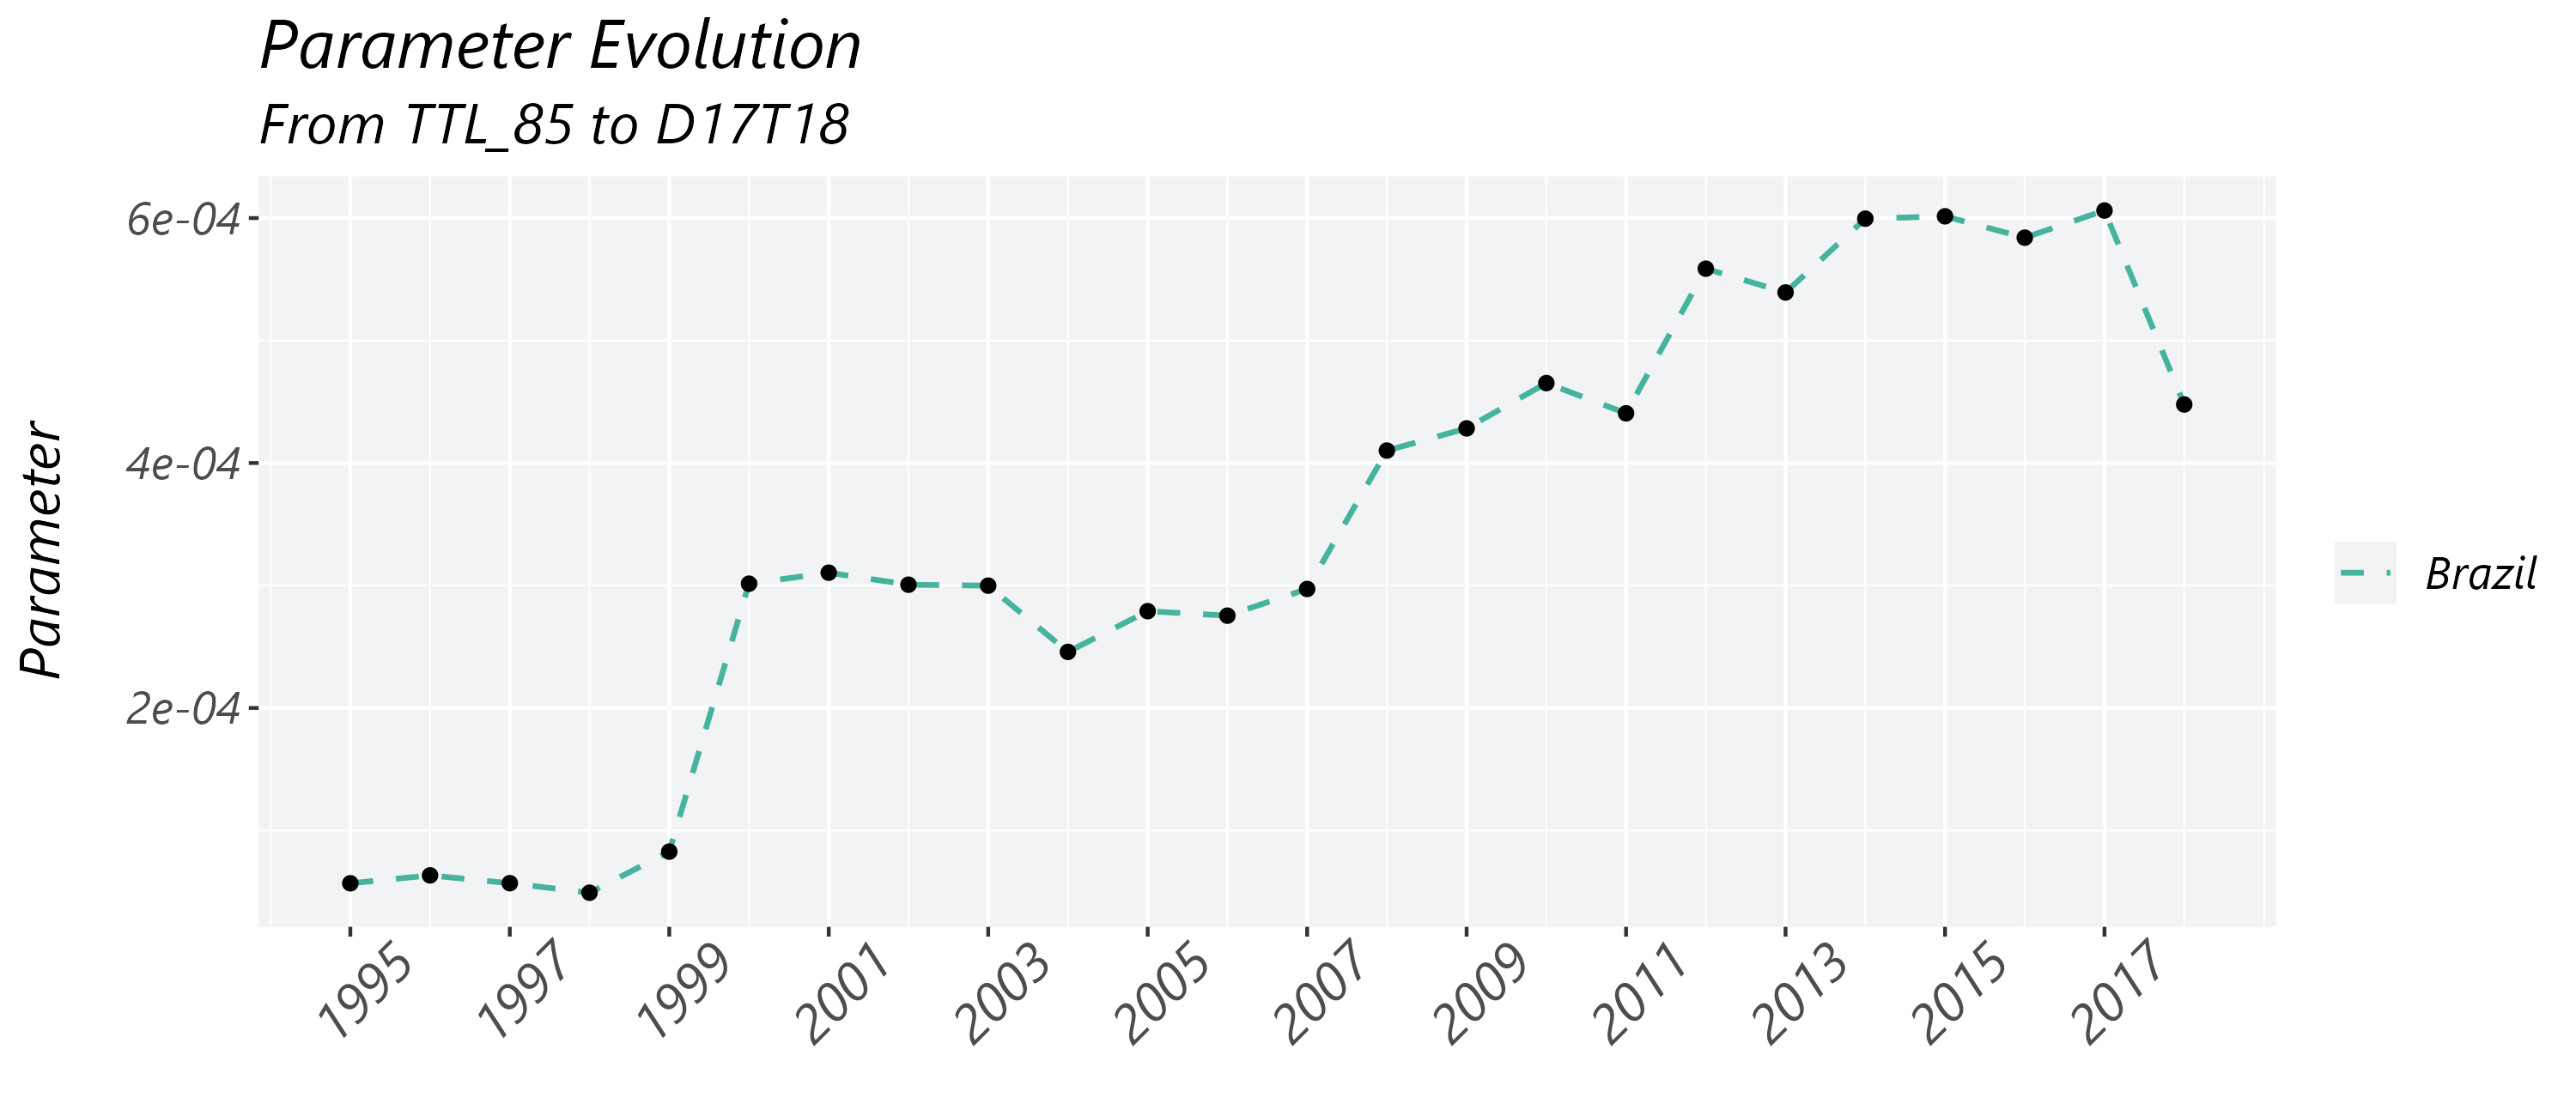 Parameter Evolution
From TTL_85 to D17T18
Parameter
6e-04
4e-04
2e-04
1995
1997
1999
2001
2003
2005
2007
2009
2011
2013
2015
2017
Brazil